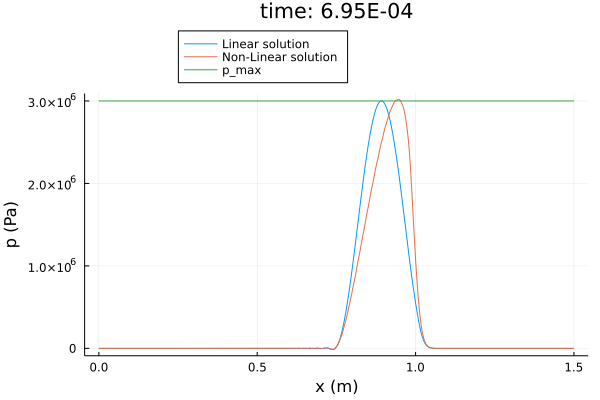 time: 6.95E-04
Linear solution
Non-Linear solution
p_max
3.0×10⁶
2.0×10⁶
1.0×10⁶
0
p (Pa)
0.0 0.5 1.0 1.5
x (m)